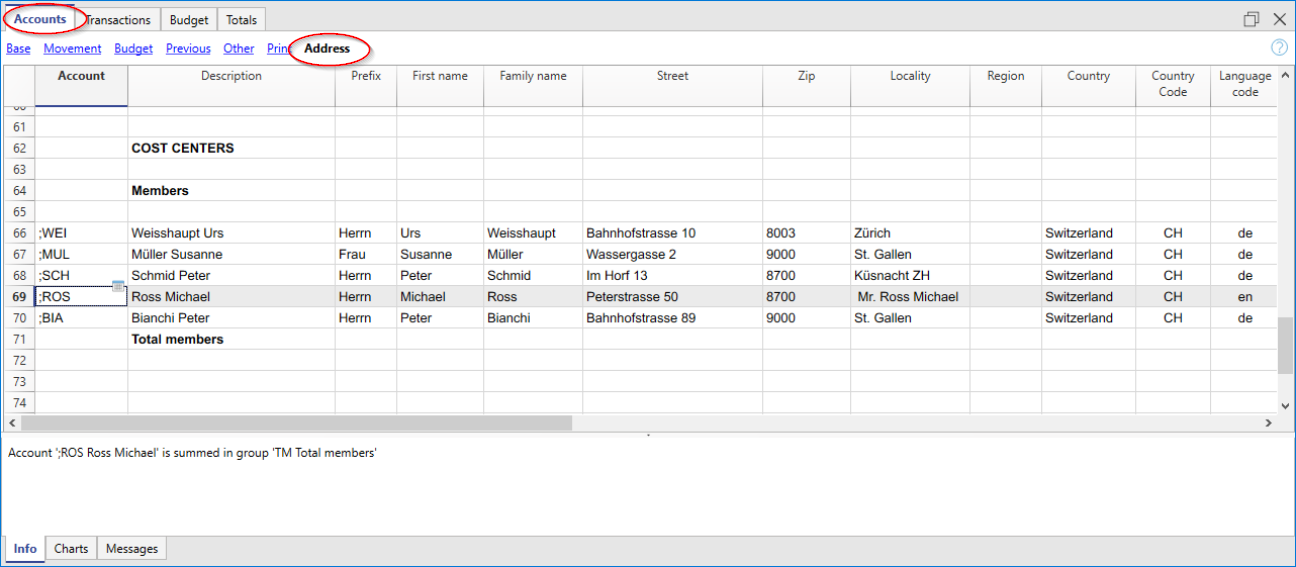 Accounts Transactions Budget Totals
Base Movement Budget Previous Other Print Address
Account Description Prefix First name Family name Street Zip Locality Region Country Country Code Language code
60
61
62 COST CENTERS
63
64 Members
65
66 ;WEI Weisshaupt Urs Herrn Urs Weisshaupt Bahnhofstrasse 10 8003 Zürich Switzerland CH de
67 ;MUL Müller Susanne Frau Susanne Müller Wassergasse 2 9000 St. Gallen Switzerland CH de
68 ;SCH Schmid Peter Herrn Peter Schmid Im Horf 13 8700 Küsnacht ZH Switzerland CH de
69 ;ROS Ross Michael Herrn Michael Ross Peterstrasse 50 8700 Mr. Ross Michael Switzerland CH en
70 ;BIA Bianchi Peter Herrn Peter Bianchi Bahnhofstrasse 89 9000 St. Gallen Switzerland CH de
71 Total members
72
73
74
Account ';ROS Ross Michael' is summed in group 'TM Total members'
Info Charts Messages